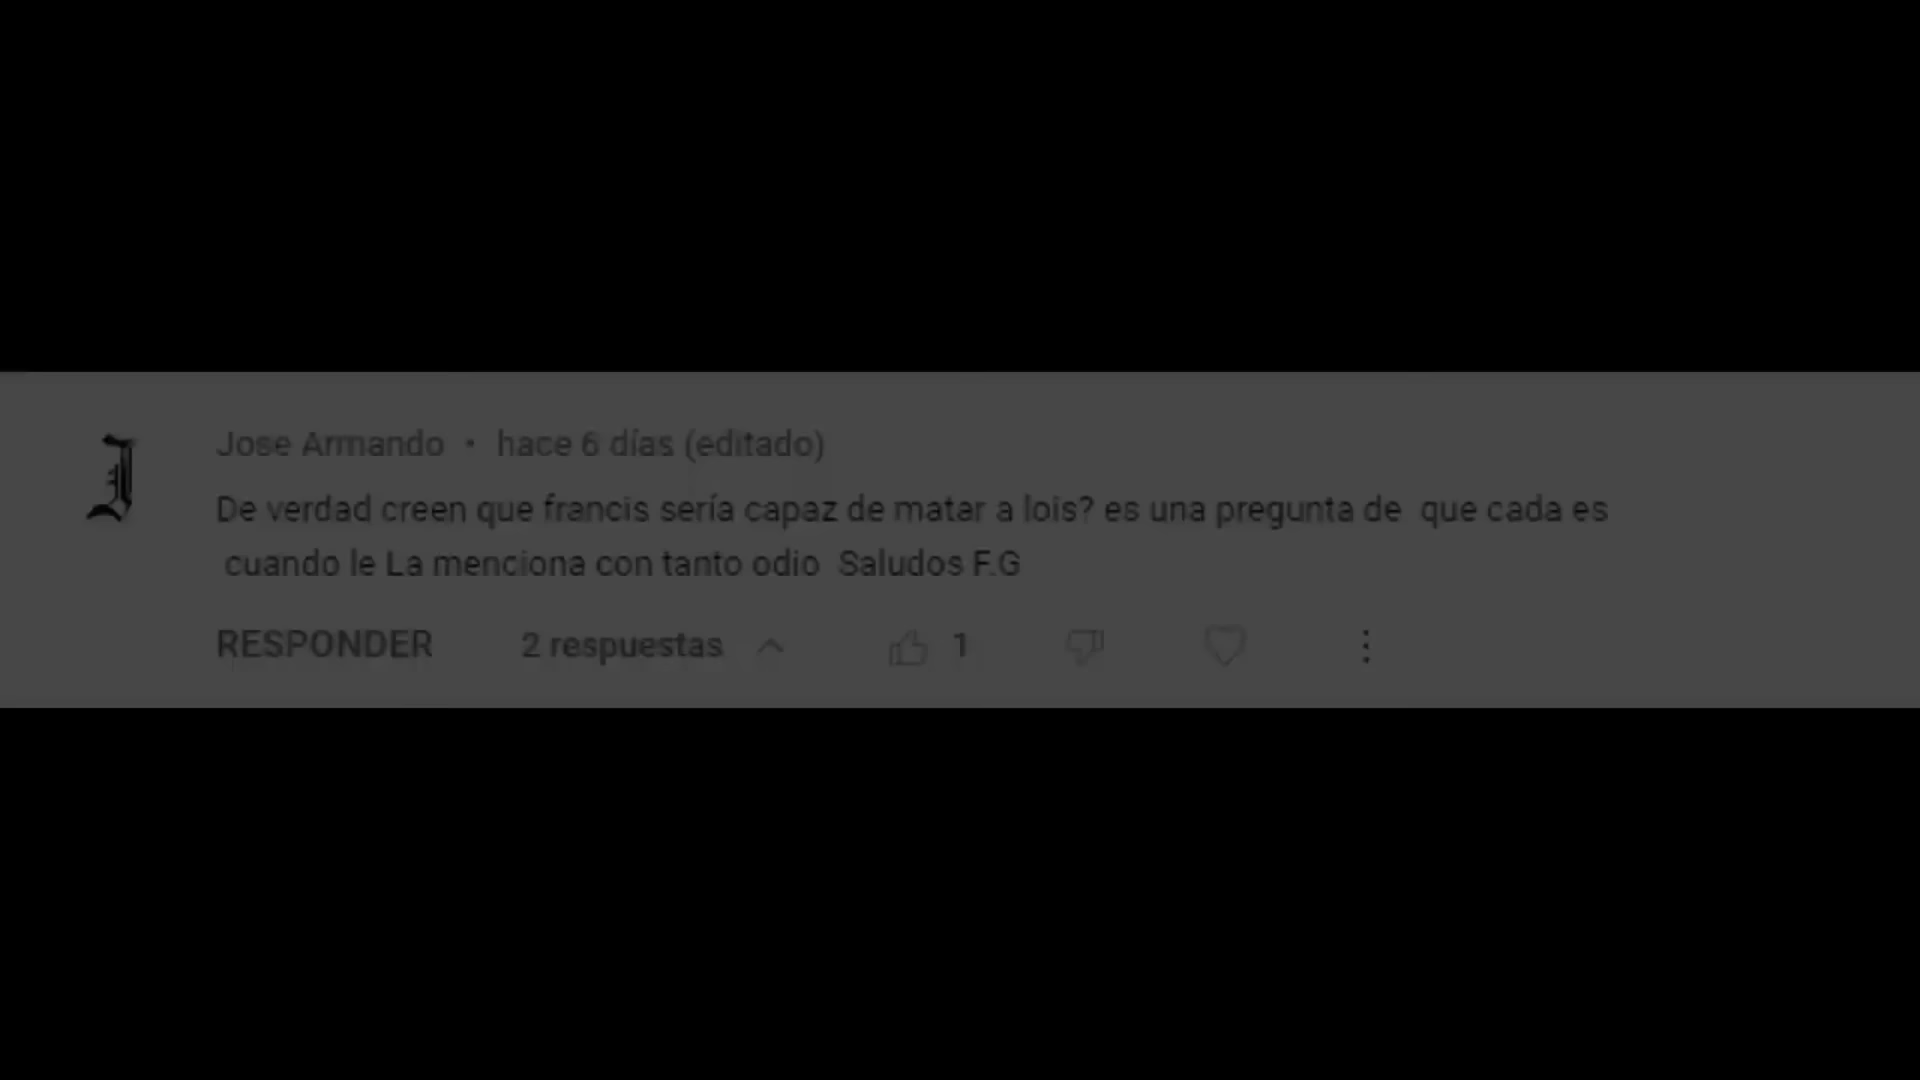 J
Jose Armando • hace 6 días (editado)
De verdad creen que francis sería capaz de matar a lois? es una pregunta de que cada es
cuando le La menciona con tanto odio Saludos F.G
RESPONDER 2 respuestas 1